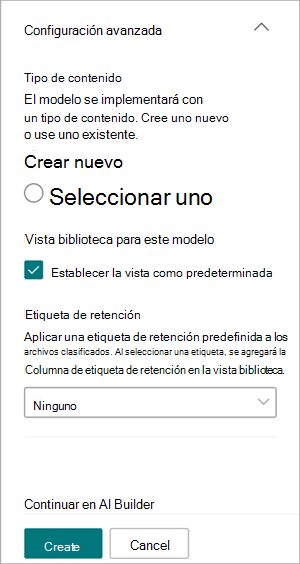 Configuración avanzada
Tipo de contenido
El modelo se implementará con
un tipo de contenido. Cree uno nuevo
o use uno existente.
Crear nuevo
Seleccionar uno
Vista biblioteca para este modelo
Establecer la vista como predeterminada
Etiqueta de retención
Aplicar una etiqueta de retención predefinida a los
archivos clasificados. Al seleccionar una etiqueta, se agregará la
Columna de etiqueta de retención en la vista biblioteca.
Ninguno
Continuar en AI Builder
Create
Cancel